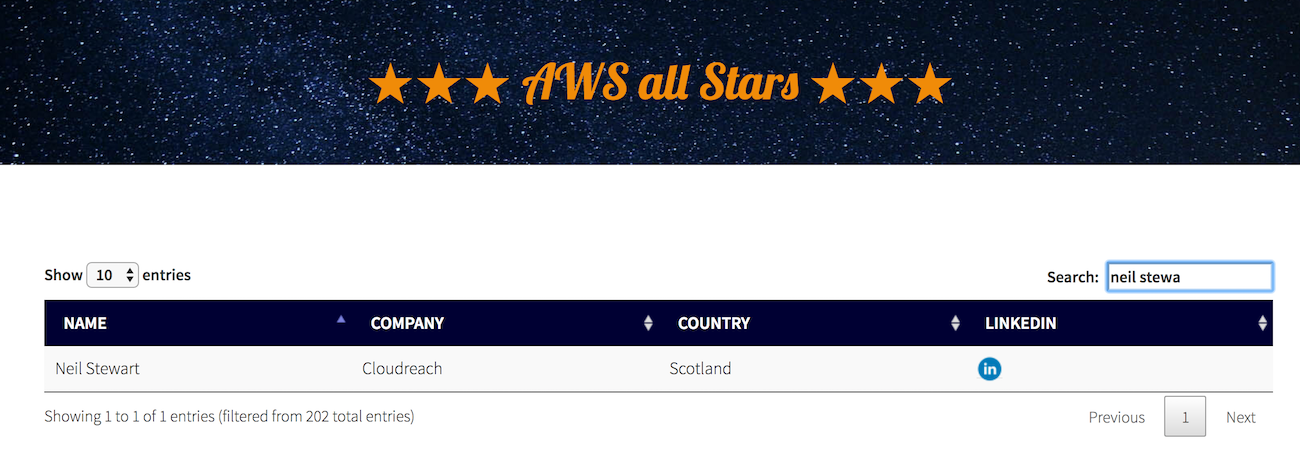 ★★★ AWS all Stars ★★★
Show 10 entries
Search: neil stewa
NAME COMPANY COUNTRY LINKEDIN
Neil Stewart Cloudreach Scotland in
Showing 1 to 1 of 1 entries (filtered from 202 total entries)
Previous 1 Next